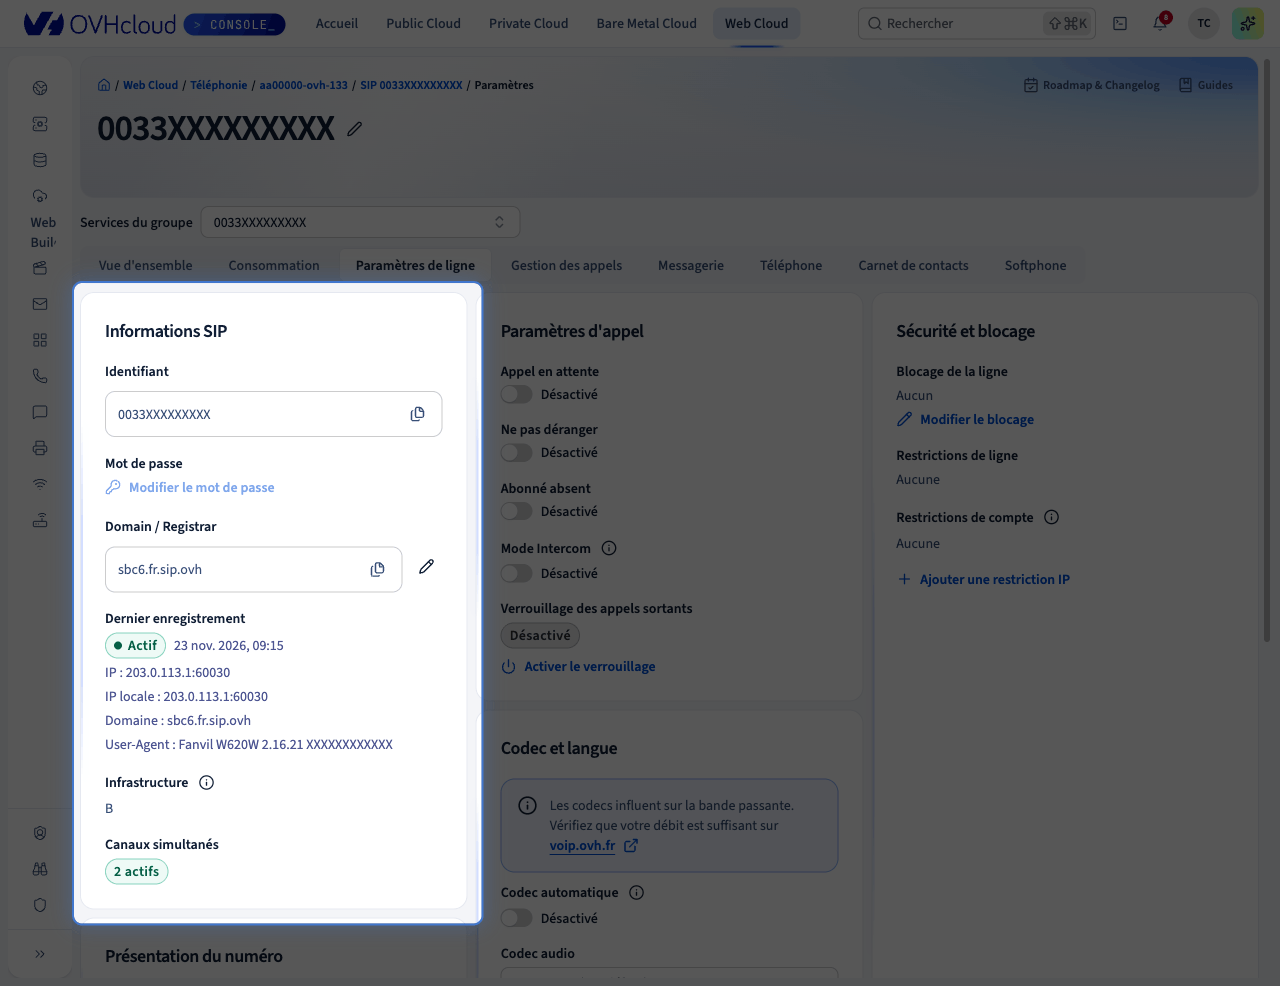 OVHcloud
> CONSOLE_
Accueil
Public Cloud
Private Cloud
Bare Metal Cloud
Web Cloud
Rechercher
⇧⌘K
8
TC
/ Web Cloud / Téléphonie / aa00000-ovh-133 / SIP 0033XXXXXXXXX / Paramètres
Roadmap & Changelog
Guides
0033XXXXXXXXX
Services du groupe
0033XXXXXXXXX
Web
Vue d'ensemble
Consommation
Paramètres de ligne
Gestion des appels
Messagerie
Téléphone
Carnet de contacts
Softphone
Informations SIP
Identifiant
0033XXXXXXXXX
Mot de passe
Modifier le mot de passe
Domain / Registrar
sbc6.fr.sip.ovh
Dernier enregistrement
Actif 23 nov. 2026, 09:15
IP : 203.0.113.1:60030
IP locale : 203.0.113.1:60030
Domaine : sbc6.fr.sip.ovh
User-Agent : Fanvil W620W 2.16.21 XXXXXXXXXXXX
Infrastructure
B
Canaux simultanés
2 actifs
Présentation du numéro
Paramètres d'appel
Appel en attente
Désactivé
Ne pas déranger
Désactivé
Abonné absent
Désactivé
Mode Intercom
Désactivé
Verrouillage des appels sortants
Désactivé
Activer le verrouillage
Codec et langue
Les codecs influent sur la bande passante.
Vérifiez que votre débit est suffisant sur
voip.ovh.fr
Codec automatique
Désactivé
Codec audio
Sécurité et blocage
Blocage de la ligne
Aucun
Modifier le blocage
Restrictions de ligne
Aucune
Restrictions de compte
Aucune
Ajouter une restriction IP